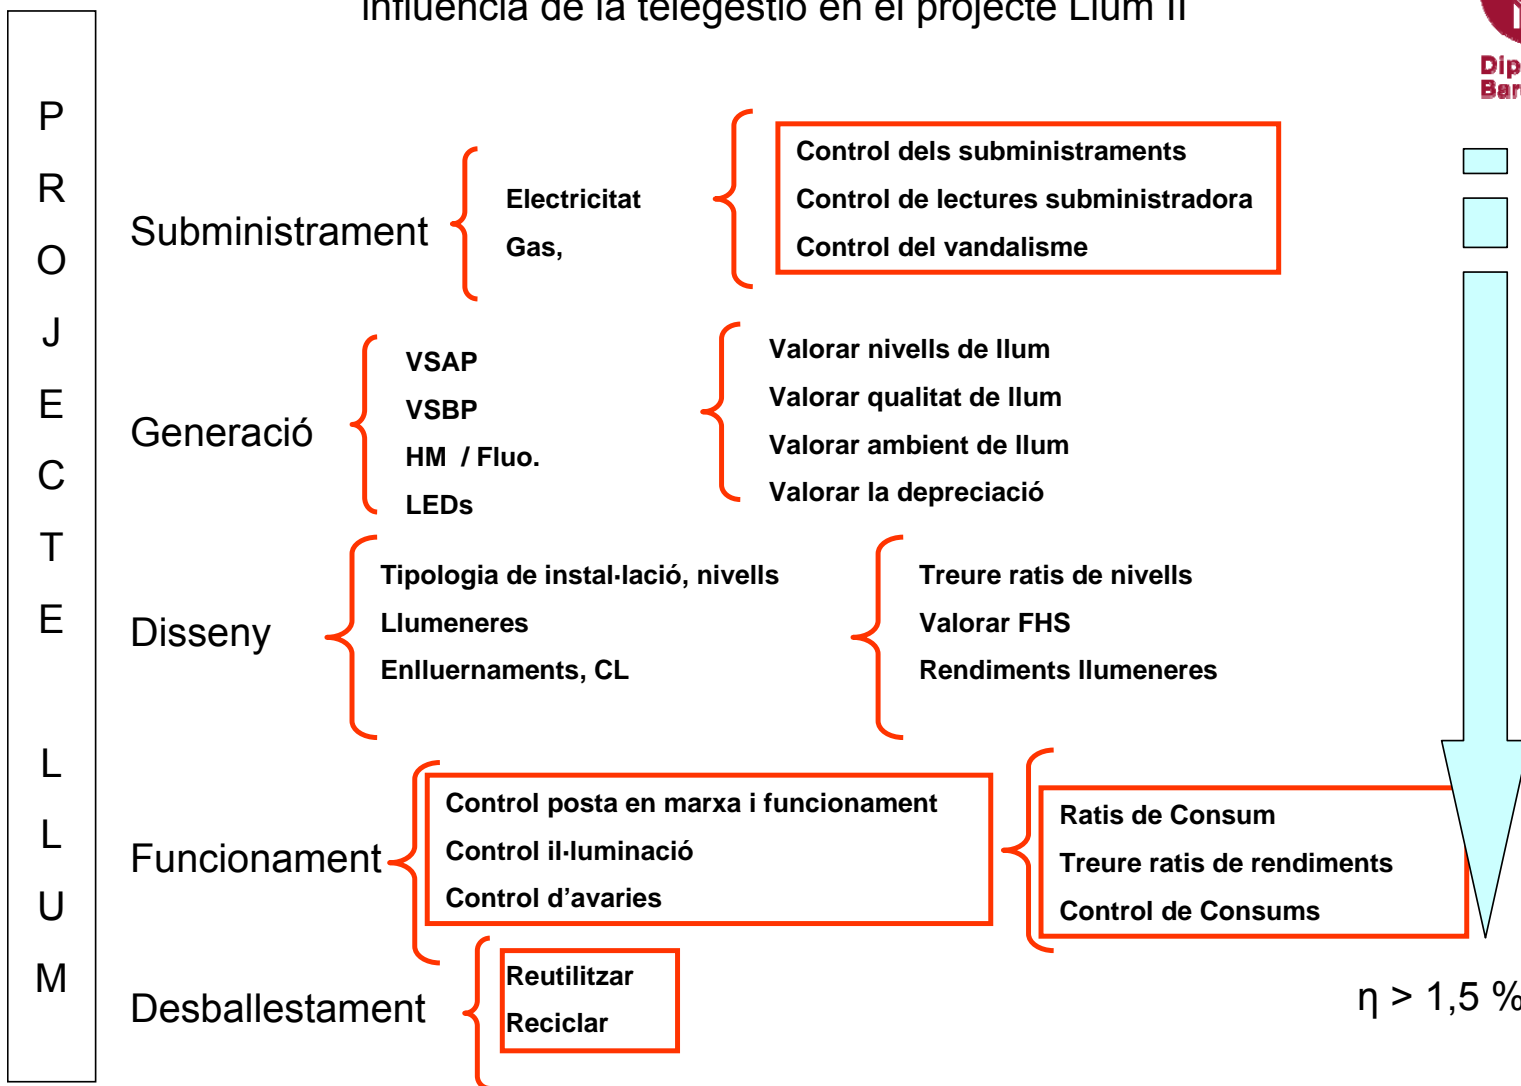 influència de la telegestió en el projecte Llum II
Dip
Bar
PROJECTE LLUM
Subministrament
Electricitat
Gas,
Control dels subministraments
Control de lectures subministradora
Control del vandalisme
Generació
VSAP
VSBP
HM / Fluo.
LEDs
Valorar nivells de llum
Valorar qualitat de llum
Valorar ambient de llum
Valorar la depreciació
Disseny
Tipologia de instal·lació, nivells
Llumeneres
Enlluernaments, CL
Treure ratis de nivells
Valorar FHS
Rendiments llumeneres
Funcionament
Control posta en marxa i funcionament
Control il·luminació
Control d’avaries
Ratis de Consum
Treure ratis de rendiments
Control de Consums
Desballestament
Reutilitzar
Reciclar
η > 1,5 %